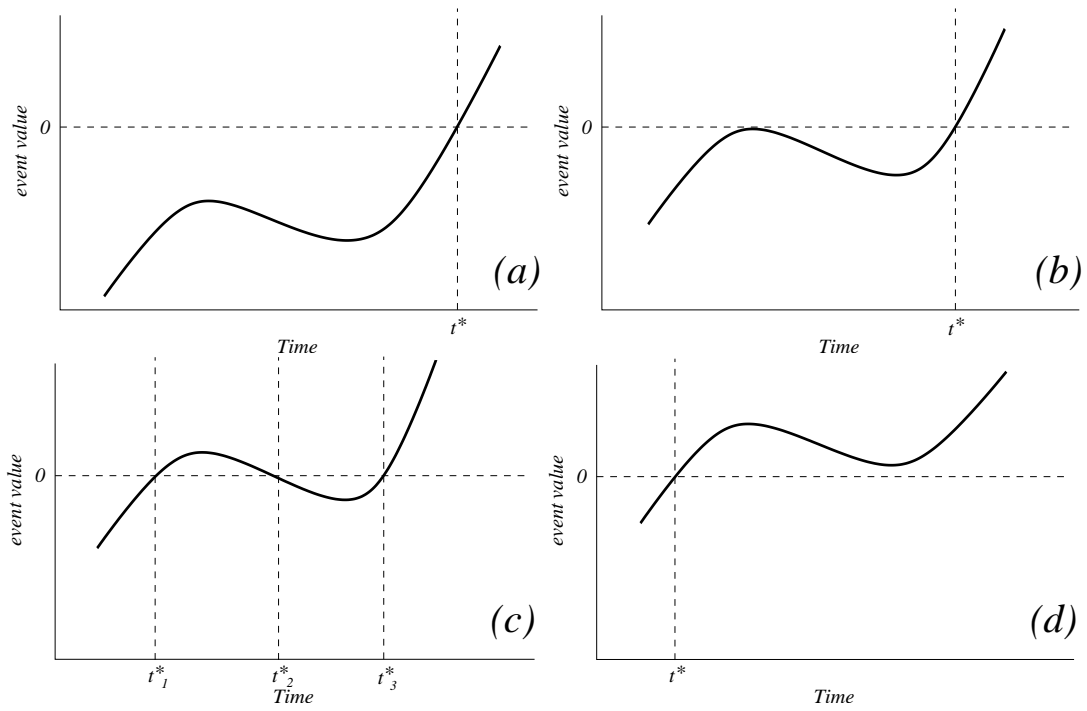 event value
0
(a)
t*
Time
event value
0
(b)
t*
Time
event value
0
(c)
t*1 t*2 t*3
Time
event value
0
(d)
t*
Time